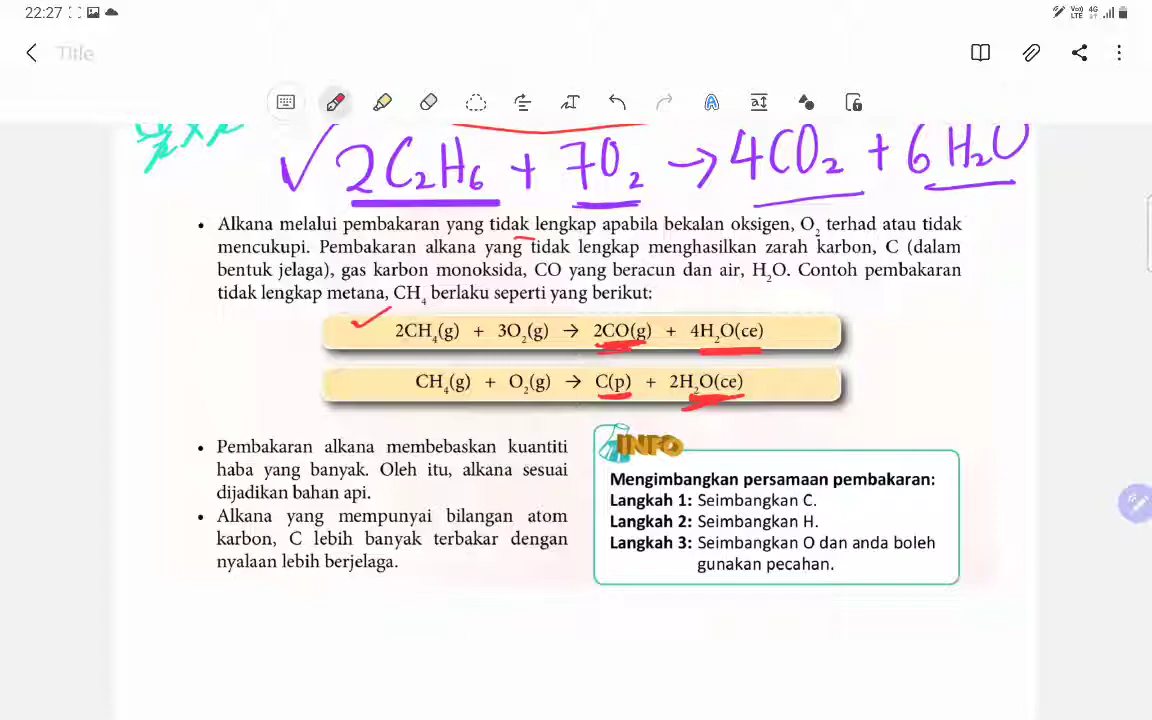 22:27
VoD LTE 4G
Title
2C₂H₆ + 7O₂ → 4CO₂ + 6H₂O
• Alkana melalui pembakaran yang tidak lengkap apabila bekalan oksigen, O₂ terhad atau tidak
mencukupi. Pembakaran alkana yang tidak lengkap menghasilkan zarah karbon, C (dalam
bentuk jelaga), gas karbon monoksida, CO yang beracun dan air, H₂O. Contoh pembakaran
tidak lengkap metana, CH₄ berlaku seperti yang berikut:
2CH₄(g) + 3O₂(g) → 2CO(g) + 4H₂O(ce)
CH₄(g) + O₂(g) → C(p) + 2H₂O(ce)
• Pembakaran alkana membebaskan kuantiti
haba yang banyak. Oleh itu, alkana sesuai
dijadikan bahan api.
• Alkana yang mempunyai bilangan atom
karbon, C lebih banyak terbakar dengan
nyalaan lebih berjelaga.
INFO
Mengimbangkan persamaan pembakaran:
Langkah 1: Seimbangkan C.
Langkah 2: Seimbangkan H.
Langkah 3: Seimbangkan O dan anda boleh
gunakan pecahan.